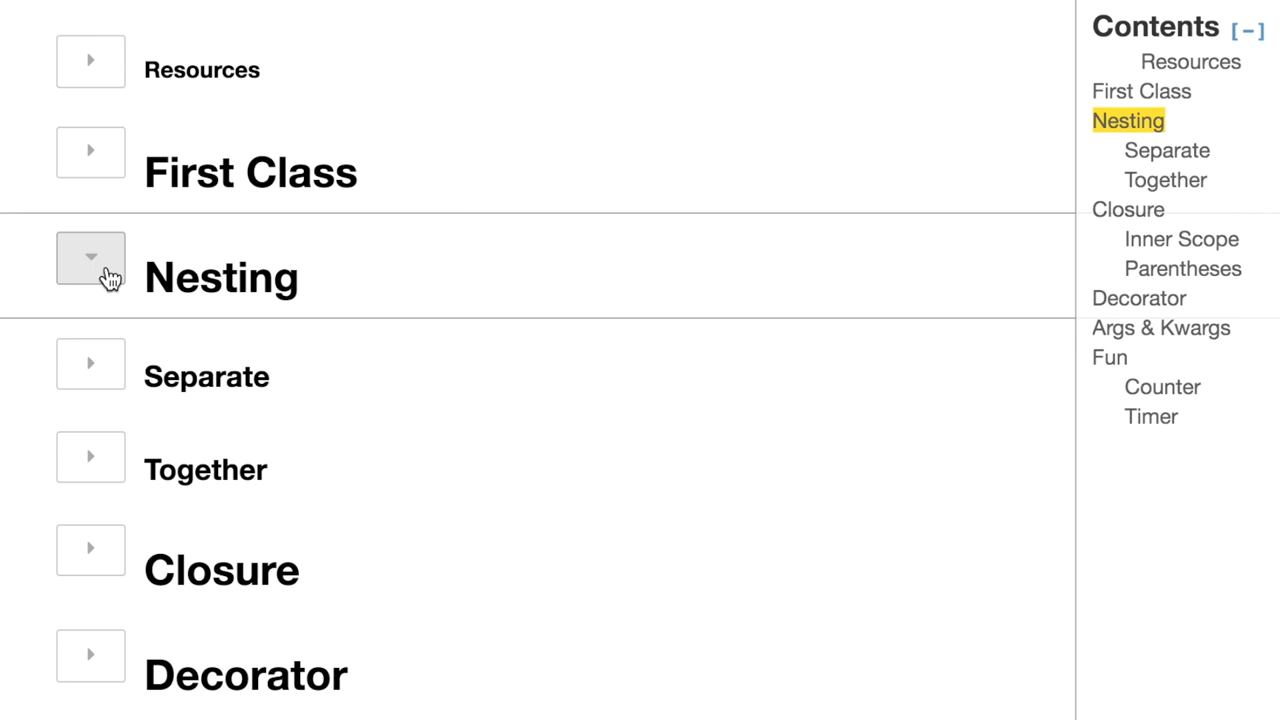 Resources
First Class
Nesting
Separate
Together
Closure
Decorator
Contents [-]
Resources
First Class
Nesting
Separate
Together
Closure
Inner Scope
Parentheses
Decorator
Args & Kwargs
Fun
Counter
Timer